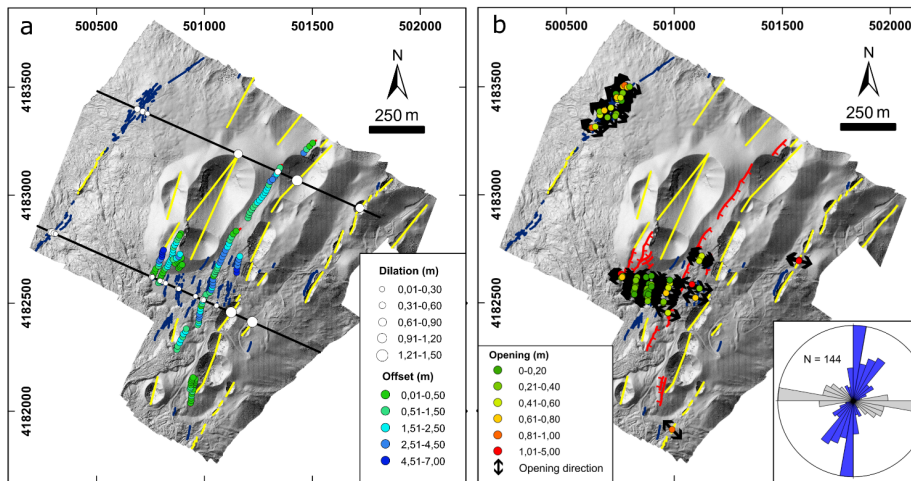 a
500500 501000 501500 502000
N
250 m
4183500
4183000
4182500
4182000
Dilation (m)
0,01-0,30
0,31-0,60
0,61-0,90
0,91-1,20
1,21-1,50
Offset (m)
0,01-0,50
0,51-1,50
1,51-2,50
2,51-4,50
4,51-7,00
b
500500 501000 501500 502000
N
250 m
4183500
4183000
4182500
4182000
Opening (m)
0-0,20
0,21-0,40
0,41-0,60
0,61-0,80
0,81-1,00
1,01-5,00
Opening direction
N = 144